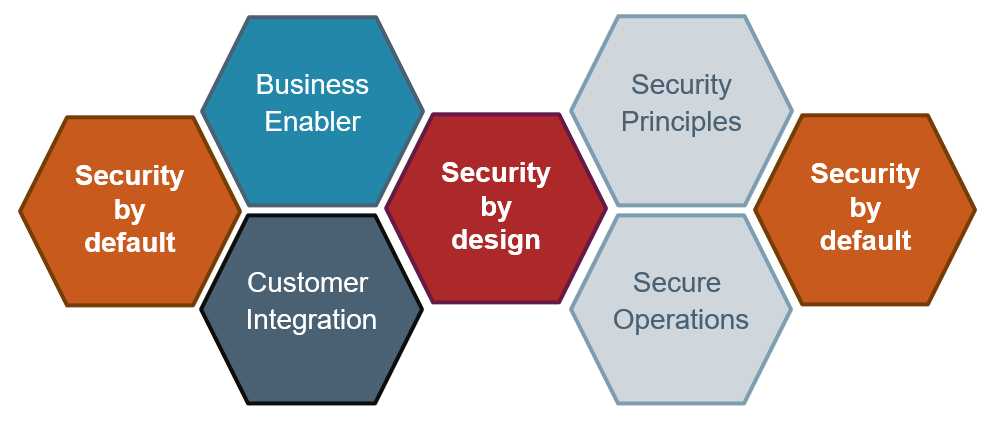 Security
by
default
Business
Enabler
Customer
Integration
Security
by
design
Security
Principles
Secure
Operations
Security
by
default